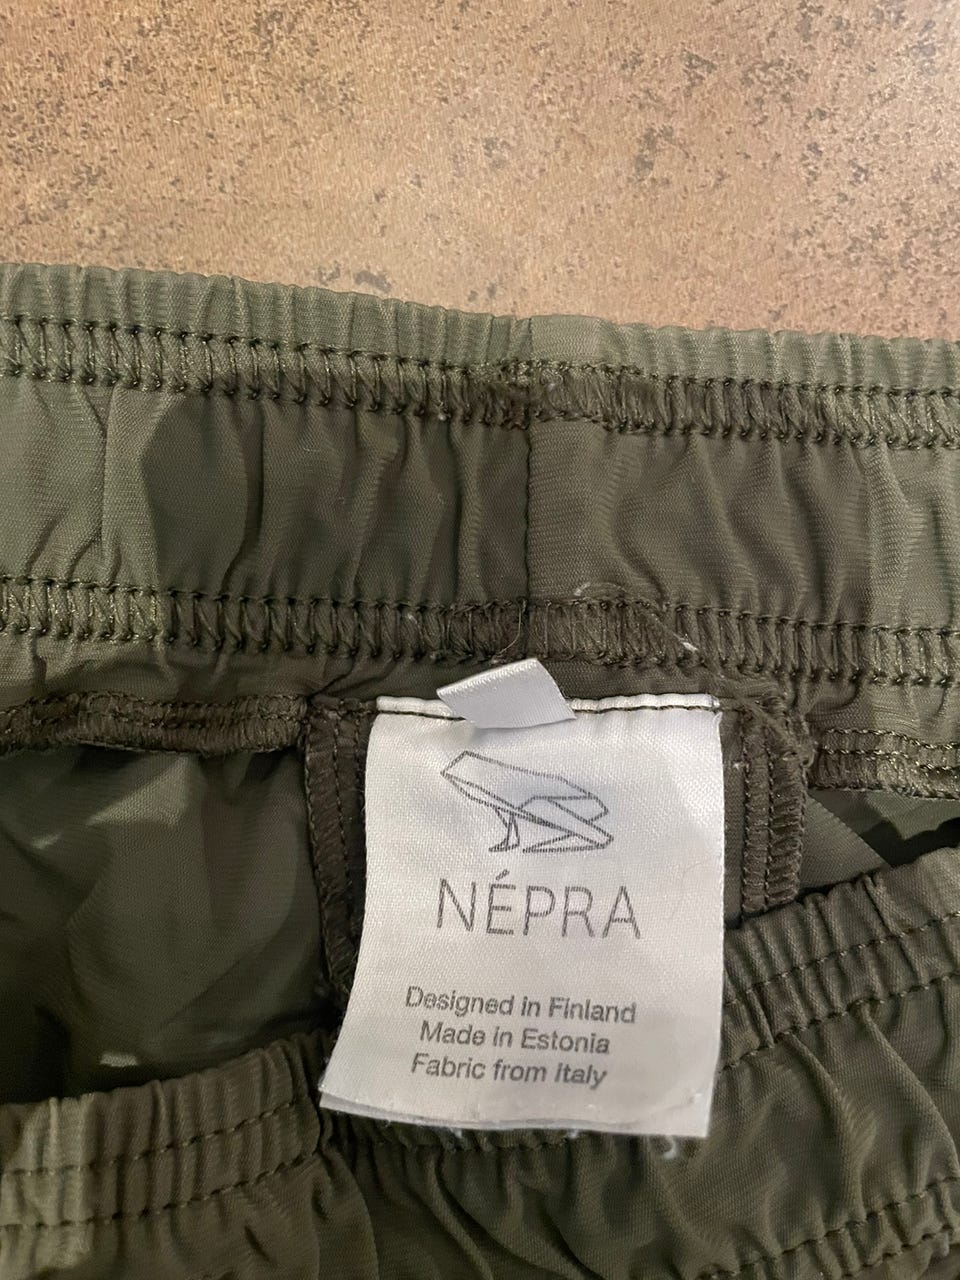 NÉPRA
Designed in Finland
Made in Estonia
Fabric from Italy